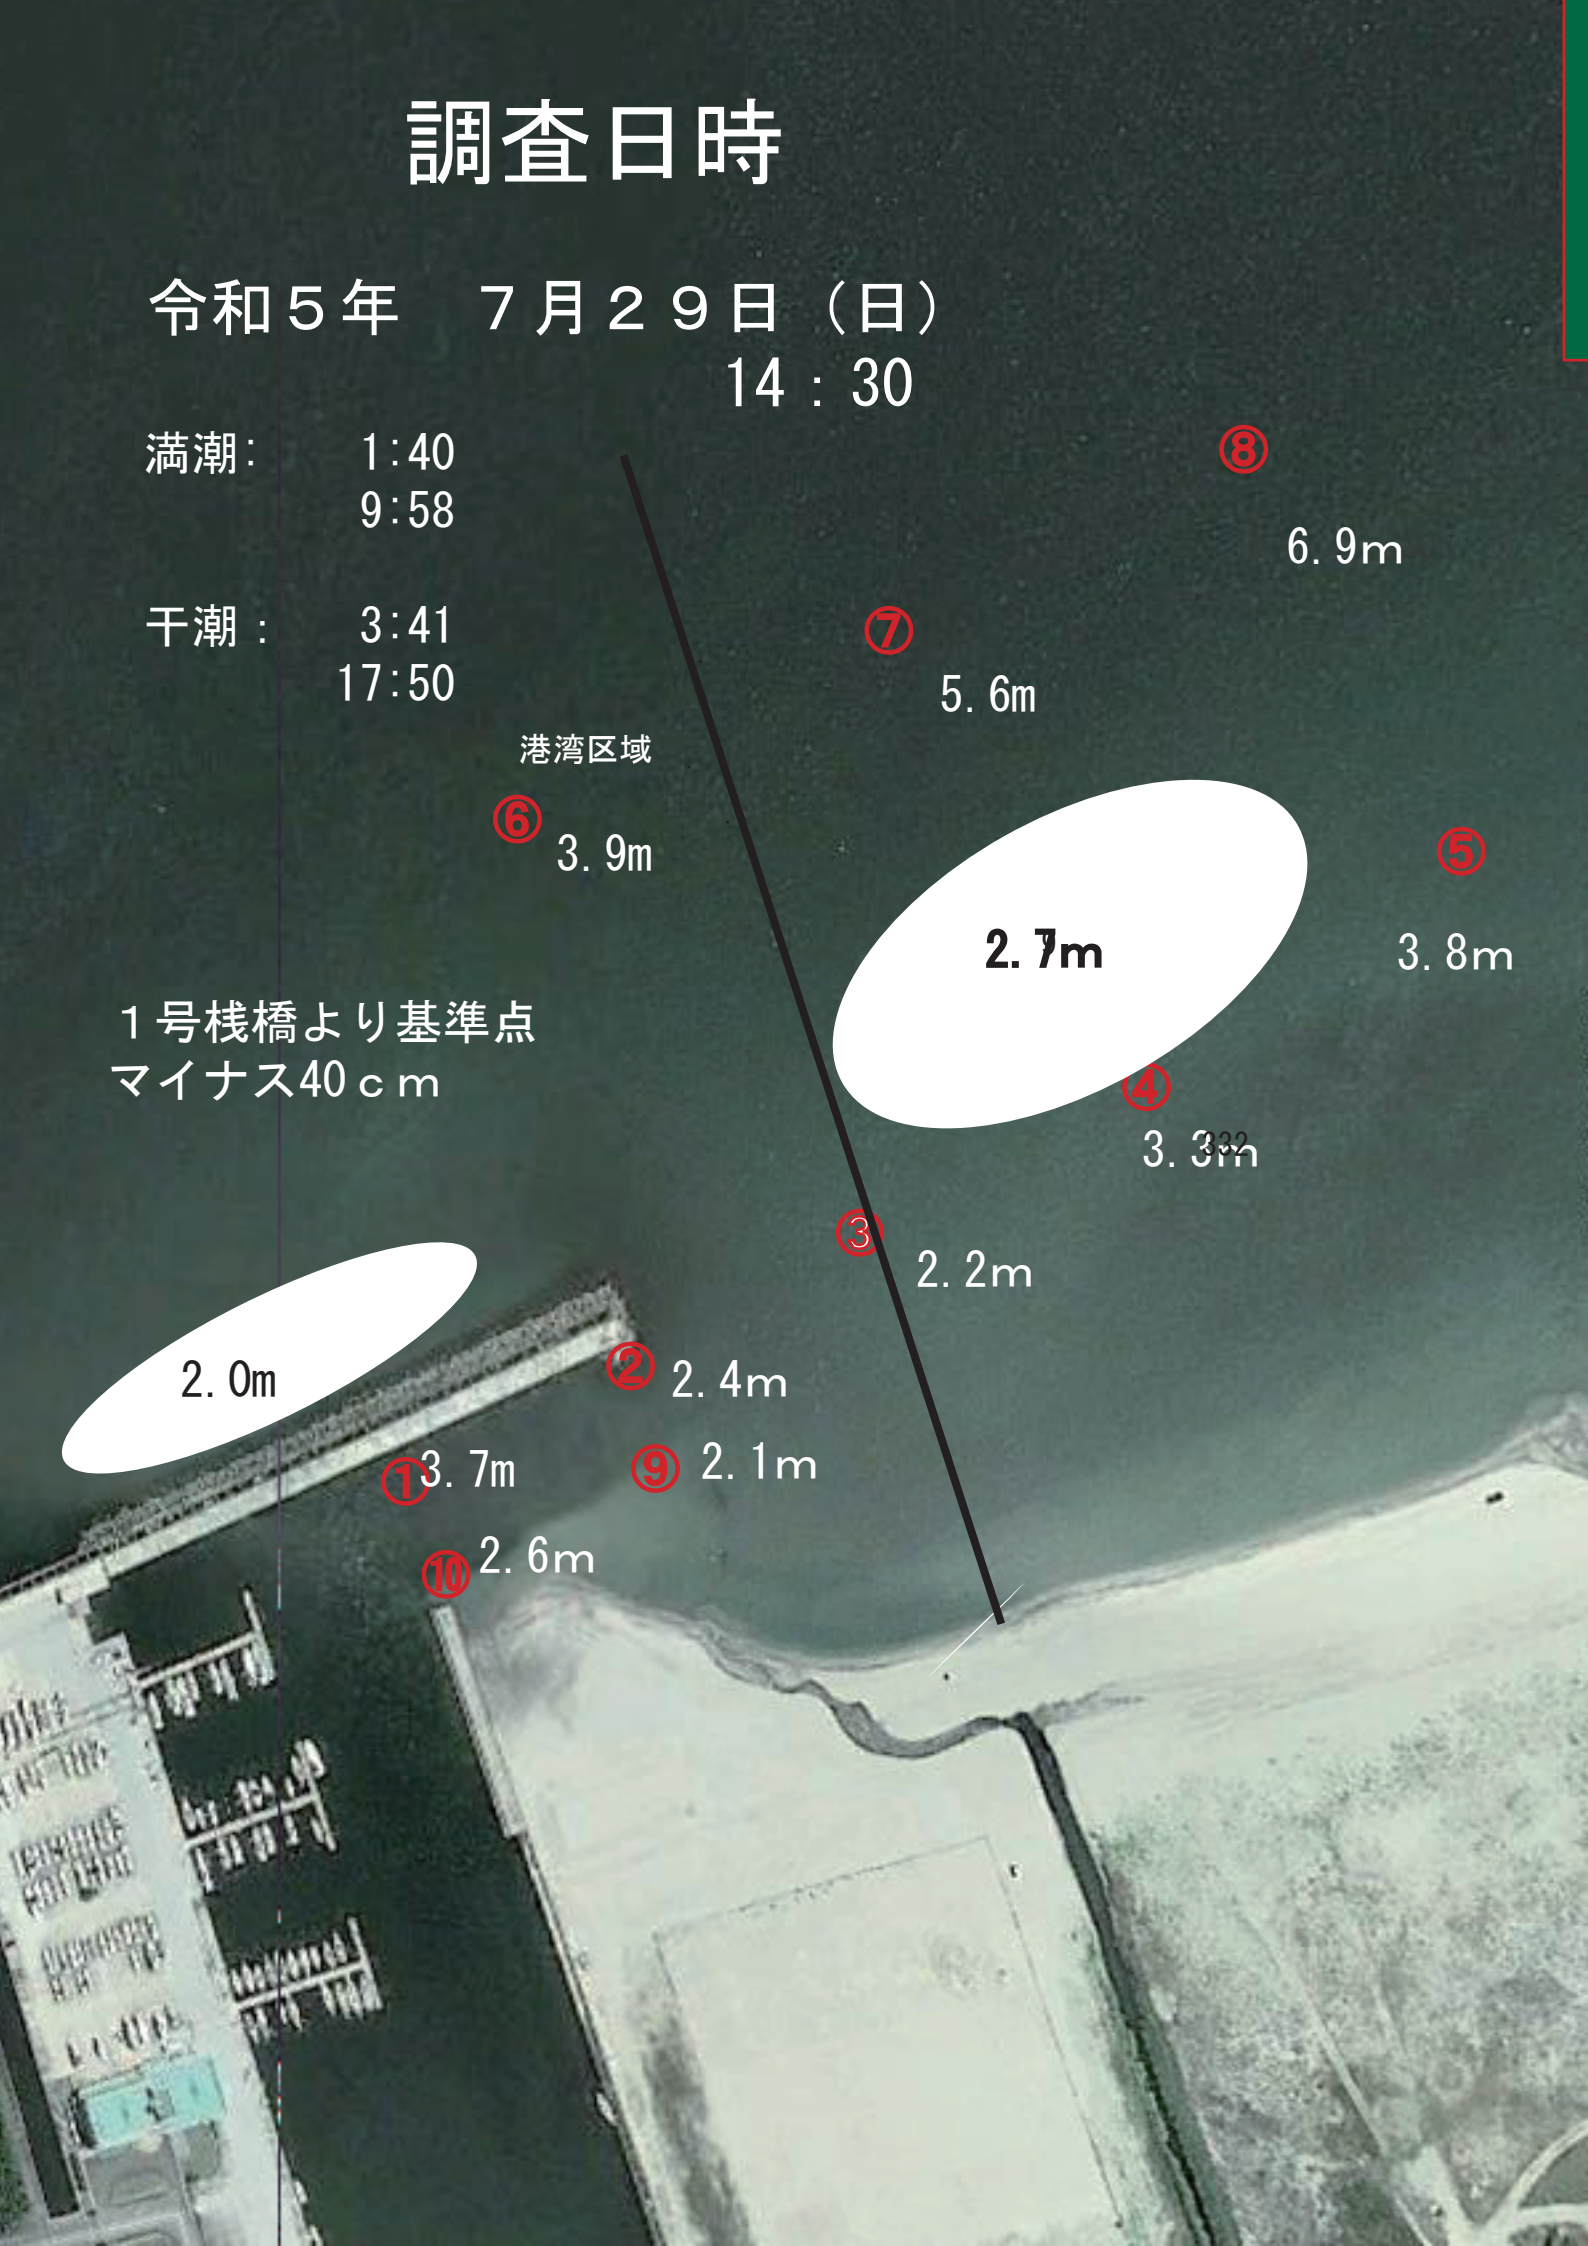 調査日時
令和５年　７月２９日（日）
14：30
満潮： 1:40
9:58
干潮： 3:41
17:50
⑧
6.9ｍ
⑦
5.6m
港湾区域
⑥
3.9m
⑤
3.8ｍ
2.7ｍ
１号桟橋より基準点
マイナス40ｃｍ
④
3.3ｍ
332
③
2.2ｍ
2.0m
② 2.4ｍ
① 3.7m
⑨ 2.1ｍ
⑩ 2.6ｍ